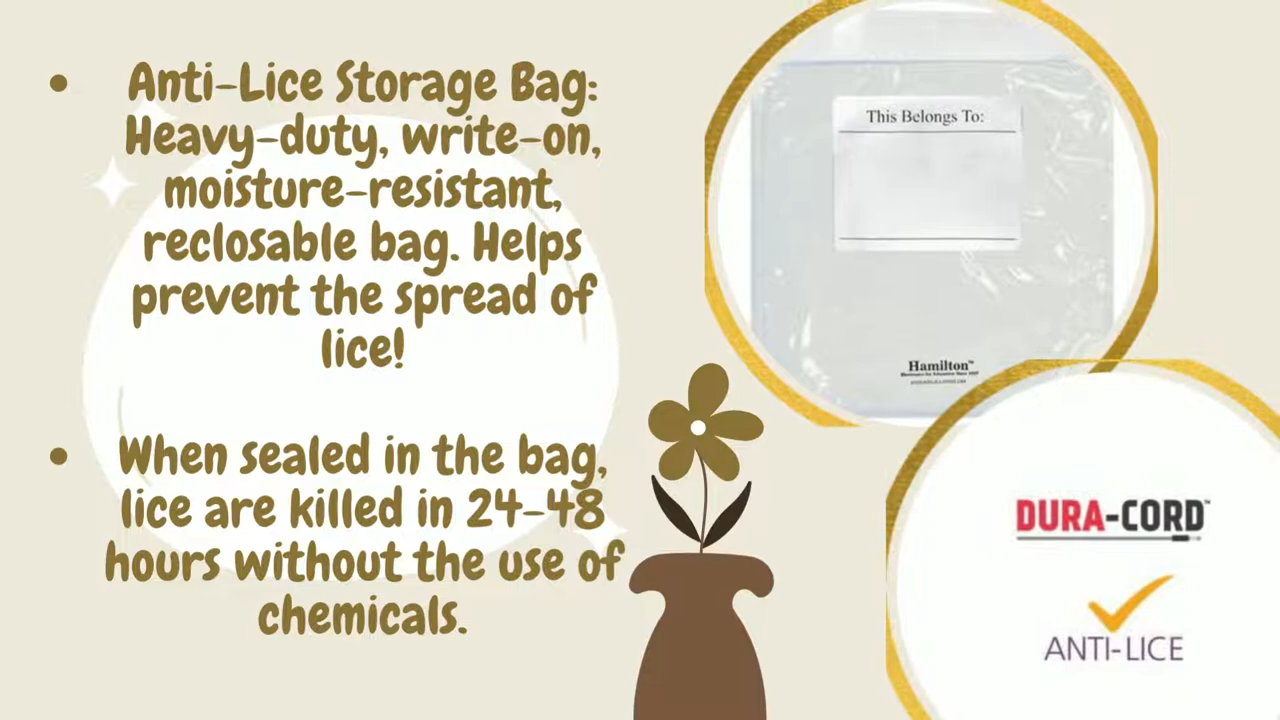 Anti-Lice Storage Bag:
Heavy-duty, write-on,
moisture-resistant,
reclosable bag. Helps
prevent the spread of
lice!
When sealed in the bag,
lice are killed in 24-48
hours without the use of
chemicals.
This Belongs To:
Hamilton™
DURA-CORD™
ANTI-LICE